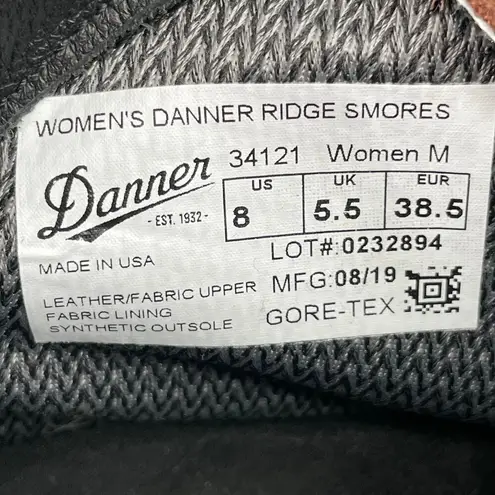 WOMEN'S DANNER RIDGE SMORES
Danner
- EST. 1932 -
34121 Women M
US UK EUR
8 5.5 38.5
LOT#:0232894
MADE IN USA
MFG:08/19
LEATHER/FABRIC UPPER
FABRIC LINING
SYNTHETIC OUTSOLE
GORE-TEX